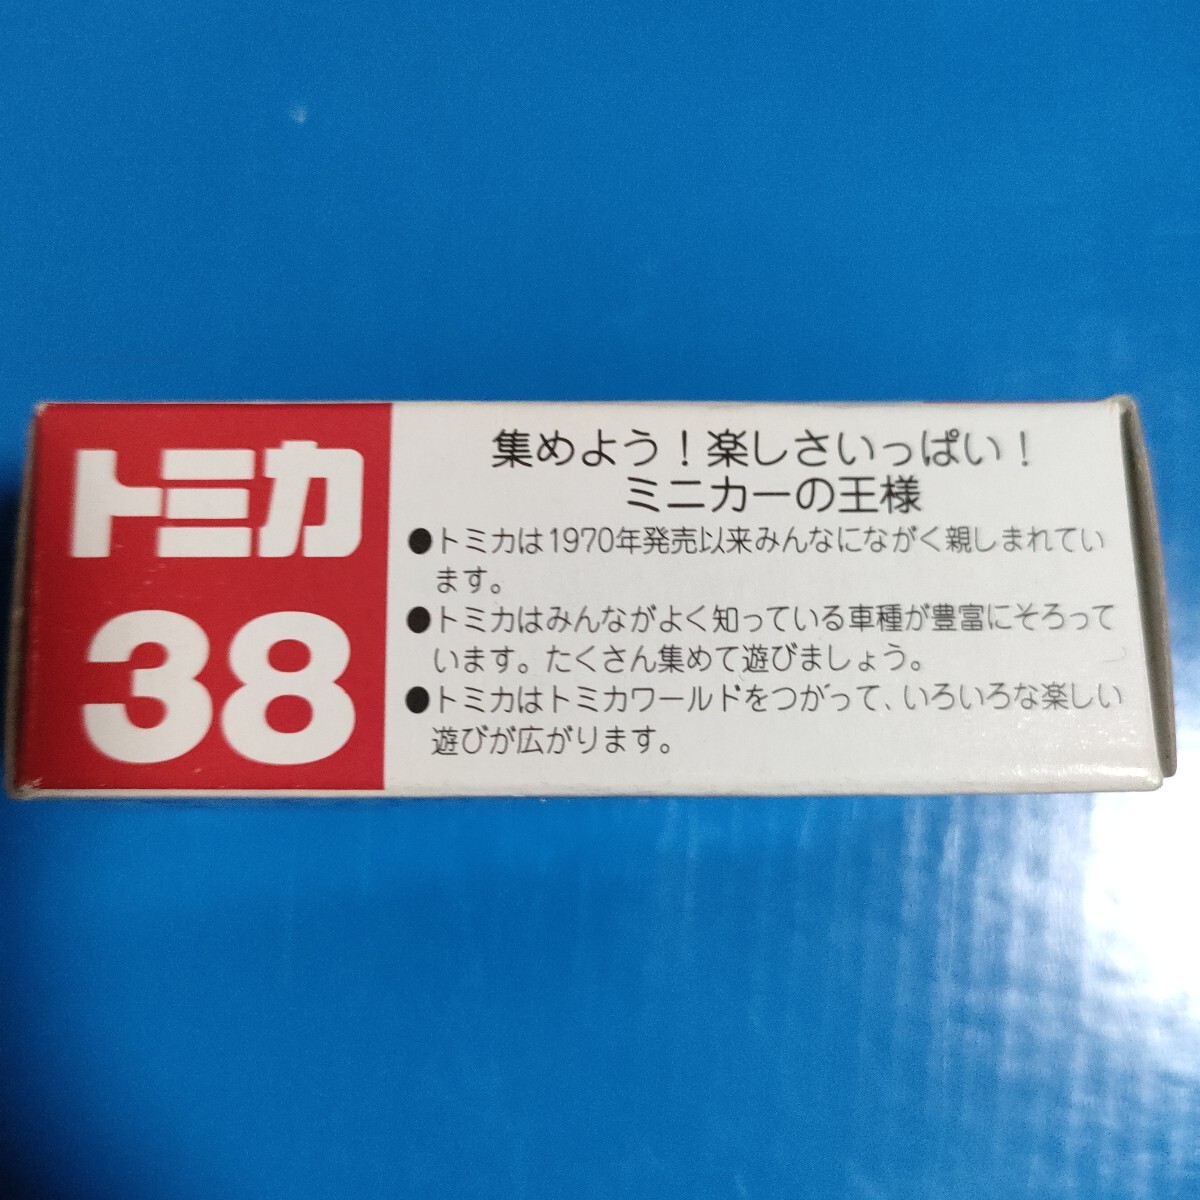 トミカ
38
集めよう！楽しさいっぱい！
ミニカーの王様
●トミカは1970年発売以来みんなにながく親しまれてい
ます。
●トミカはみんながよく知っている車種が豊富にそろって
います。たくさん集めて遊びましょう。
●トミカはトミカワールドをつがって、いろいろな楽しい
遊びが広がります。